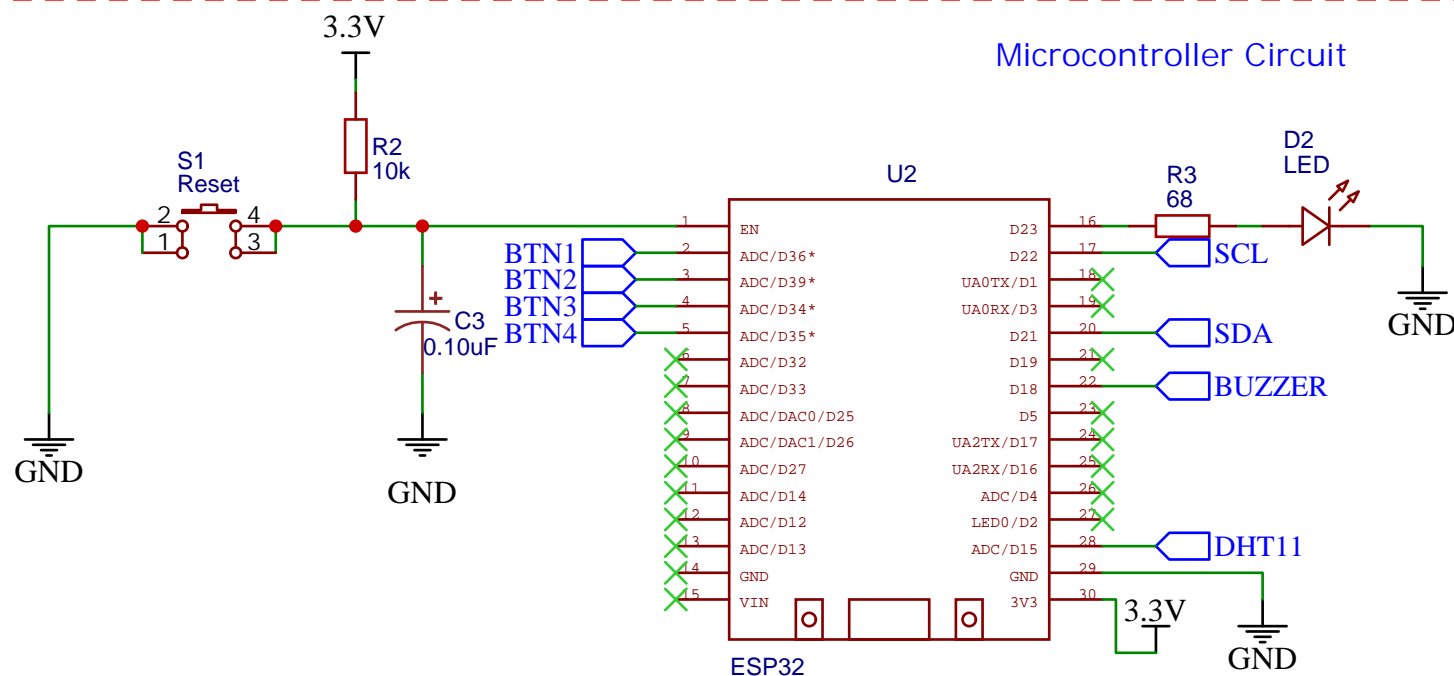 3.3V
Microcontroller Circuit
R2
10k
S1
Reset
2
4
1
3
C3
0.10uF
+
GND
GND
BTN1
BTN2
BTN3
BTN4
U2
1 EN
2 ADC/D36*
3 ADC/D39*
4 ADC/D34*
5 ADC/D35*
6 ADC/D32
7 ADC/D33
8 ADC/DAC0/D25
9 ADC/DAC1/D26
10 ADC/D27
11 ADC/D14
12 ADC/D12
13 ADC/D13
14 GND
15 VIN
D23 16
D22 17
UA0TX/D1 18
UA0RX/D3 19
D21 20
D19 21
D18 22
D5 23
UA2TX/D17 24
UA2RX/D16 25
ADC/D4 26
LED0/D2 27
ADC/D15 28
GND 29
3V3 30
ESP32
R3
68
D2
LED
GND
SCL
SDA
BUZZER
DHT11
3.3V
GND